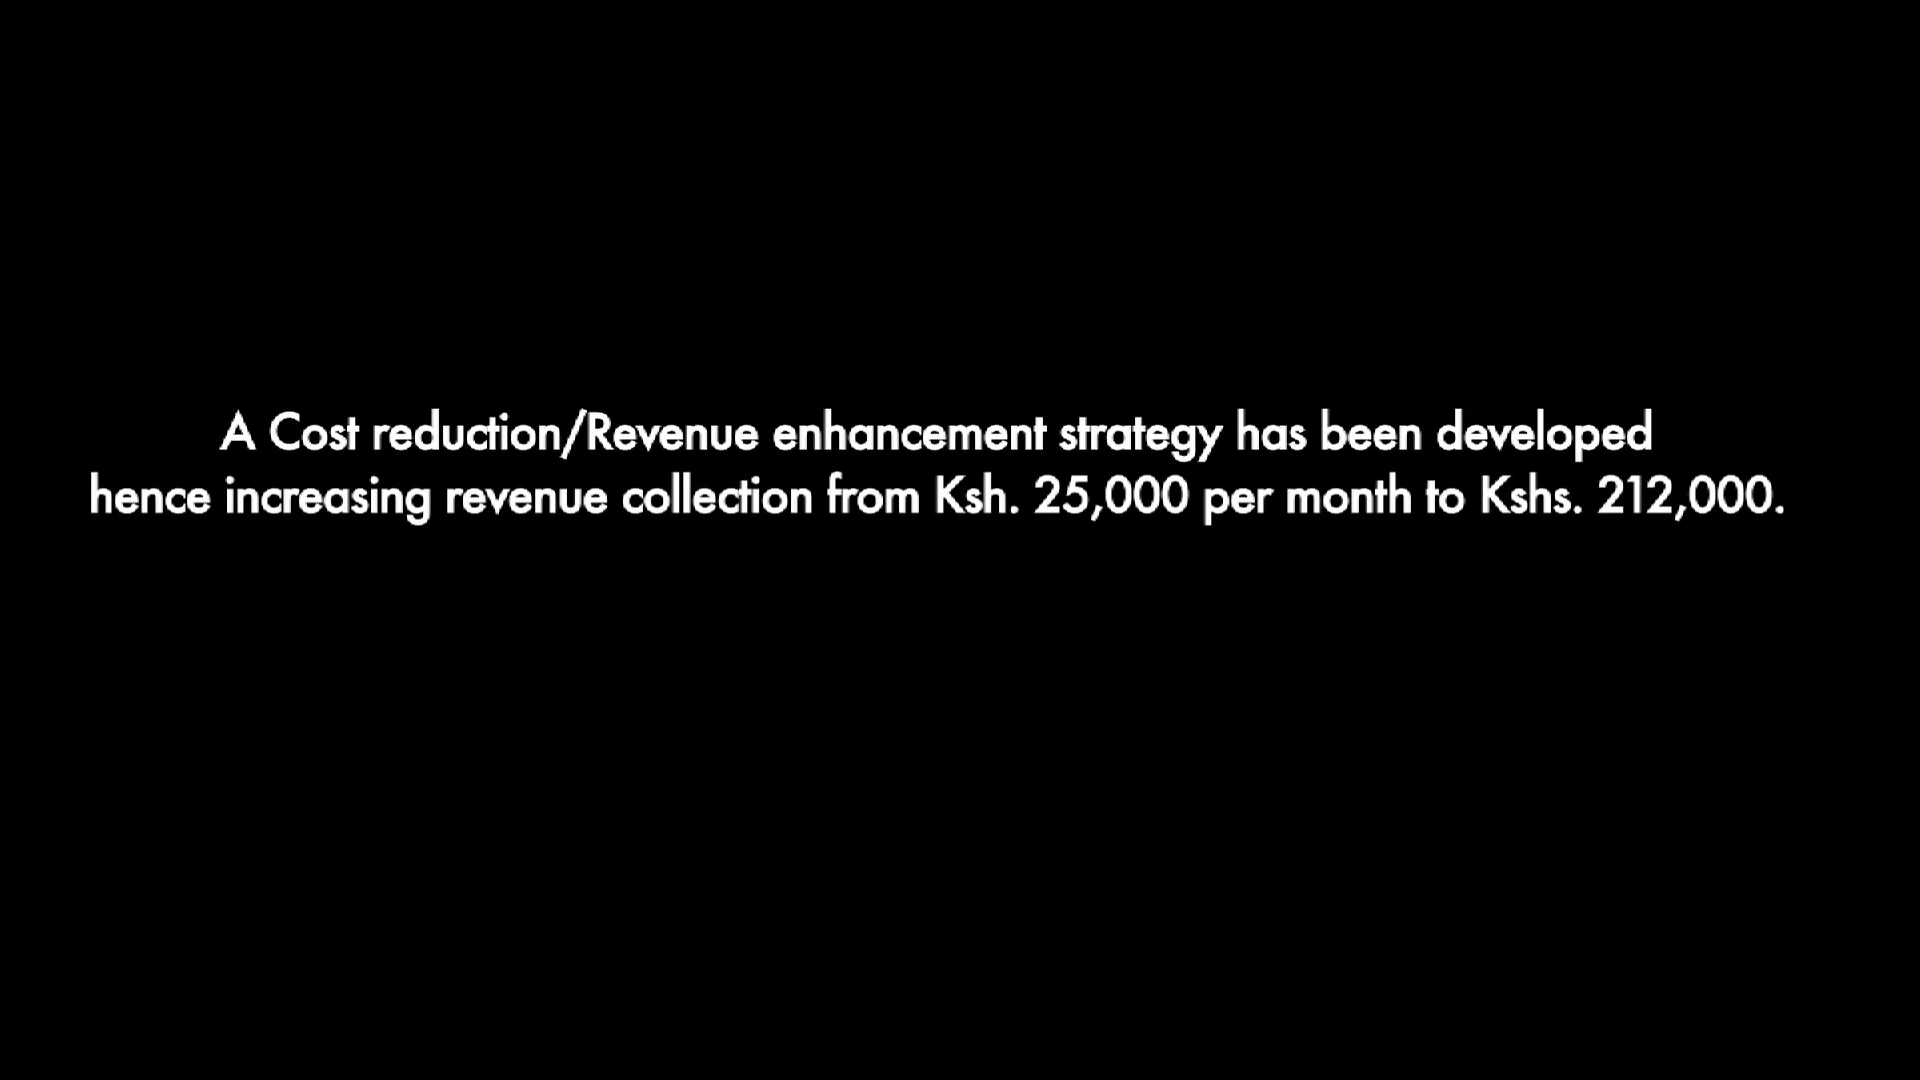 A Cost reduction/Revenue enhancement strategy has been developed
hence increasing revenue collection from Ksh. 25,000 per month to Kshs. 212,000.